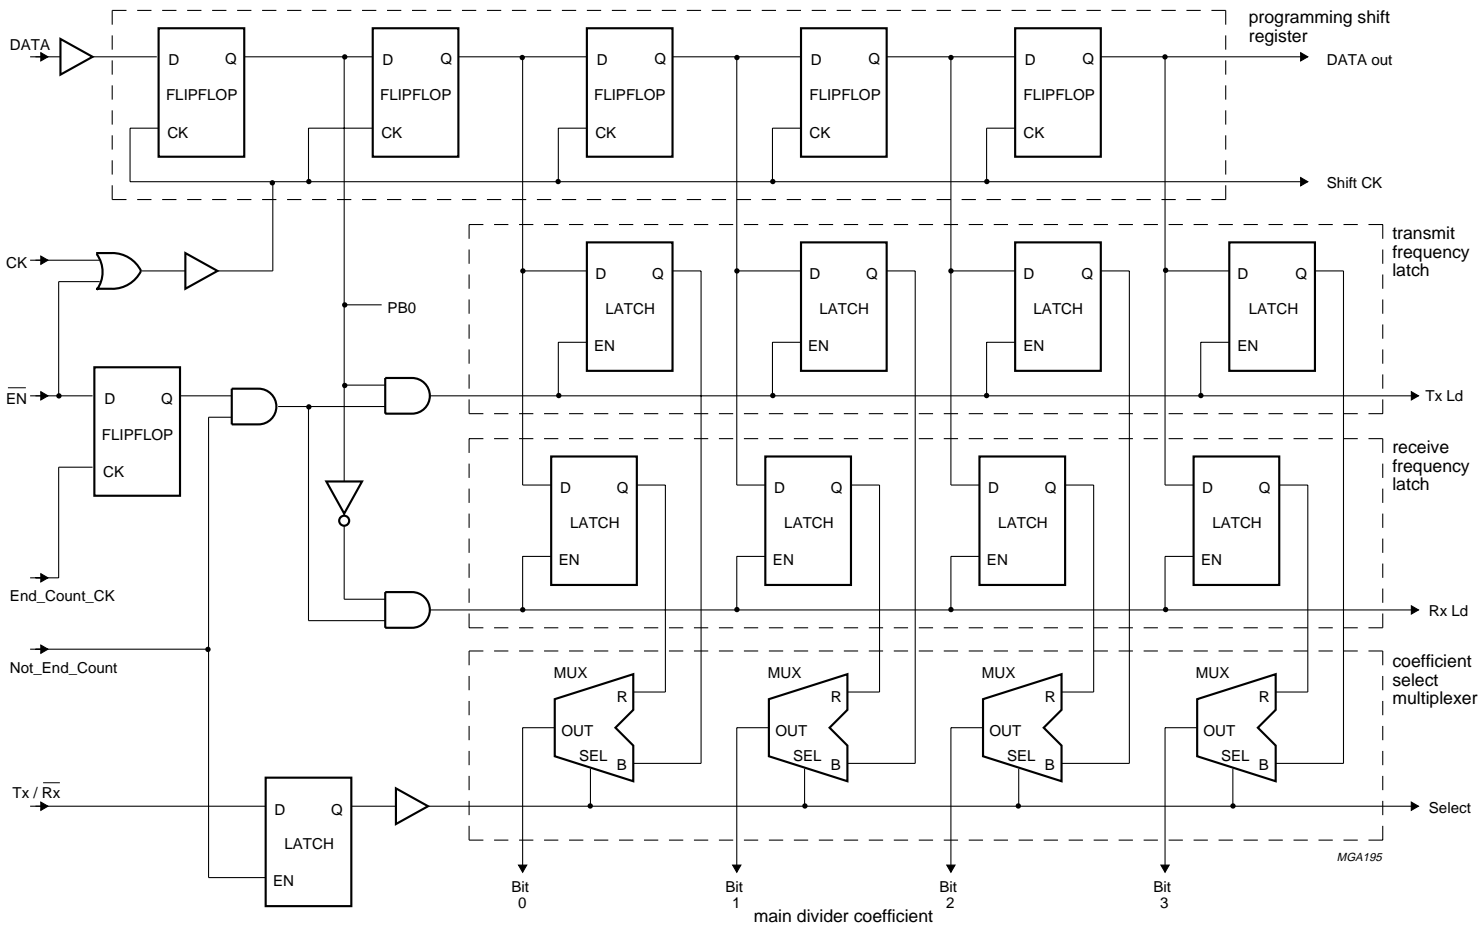 programming shift
register
DATA
D Q
FLIPFLOP
CK
D Q
FLIPFLOP
CK
D Q
FLIPFLOP
CK
D Q
FLIPFLOP
CK
D Q
FLIPFLOP
CK
DATA out
Shift CK
transmit
frequency
latch
CK
D Q
LATCH
EN
D Q
LATCH
EN
D Q
LATCH
EN
D Q
LATCH
EN
PB0
EN
D Q
FLIPFLOP
CK
Tx Ld
receive
frequency
latch
D Q
LATCH
EN
D Q
LATCH
EN
D Q
LATCH
EN
D Q
LATCH
EN
End_Count_CK
Rx Ld
Not_End_Count
coefficient
select
multiplexer
MUX
R
OUT
SEL
B
MUX
R
OUT
SEL
B
MUX
R
OUT
SEL
B
MUX
R
OUT
SEL
B
Tx / Rx
D Q
LATCH
EN
Select
MGA195
Bit
0
Bit
1
Bit
2
Bit
3
main divider coefficient